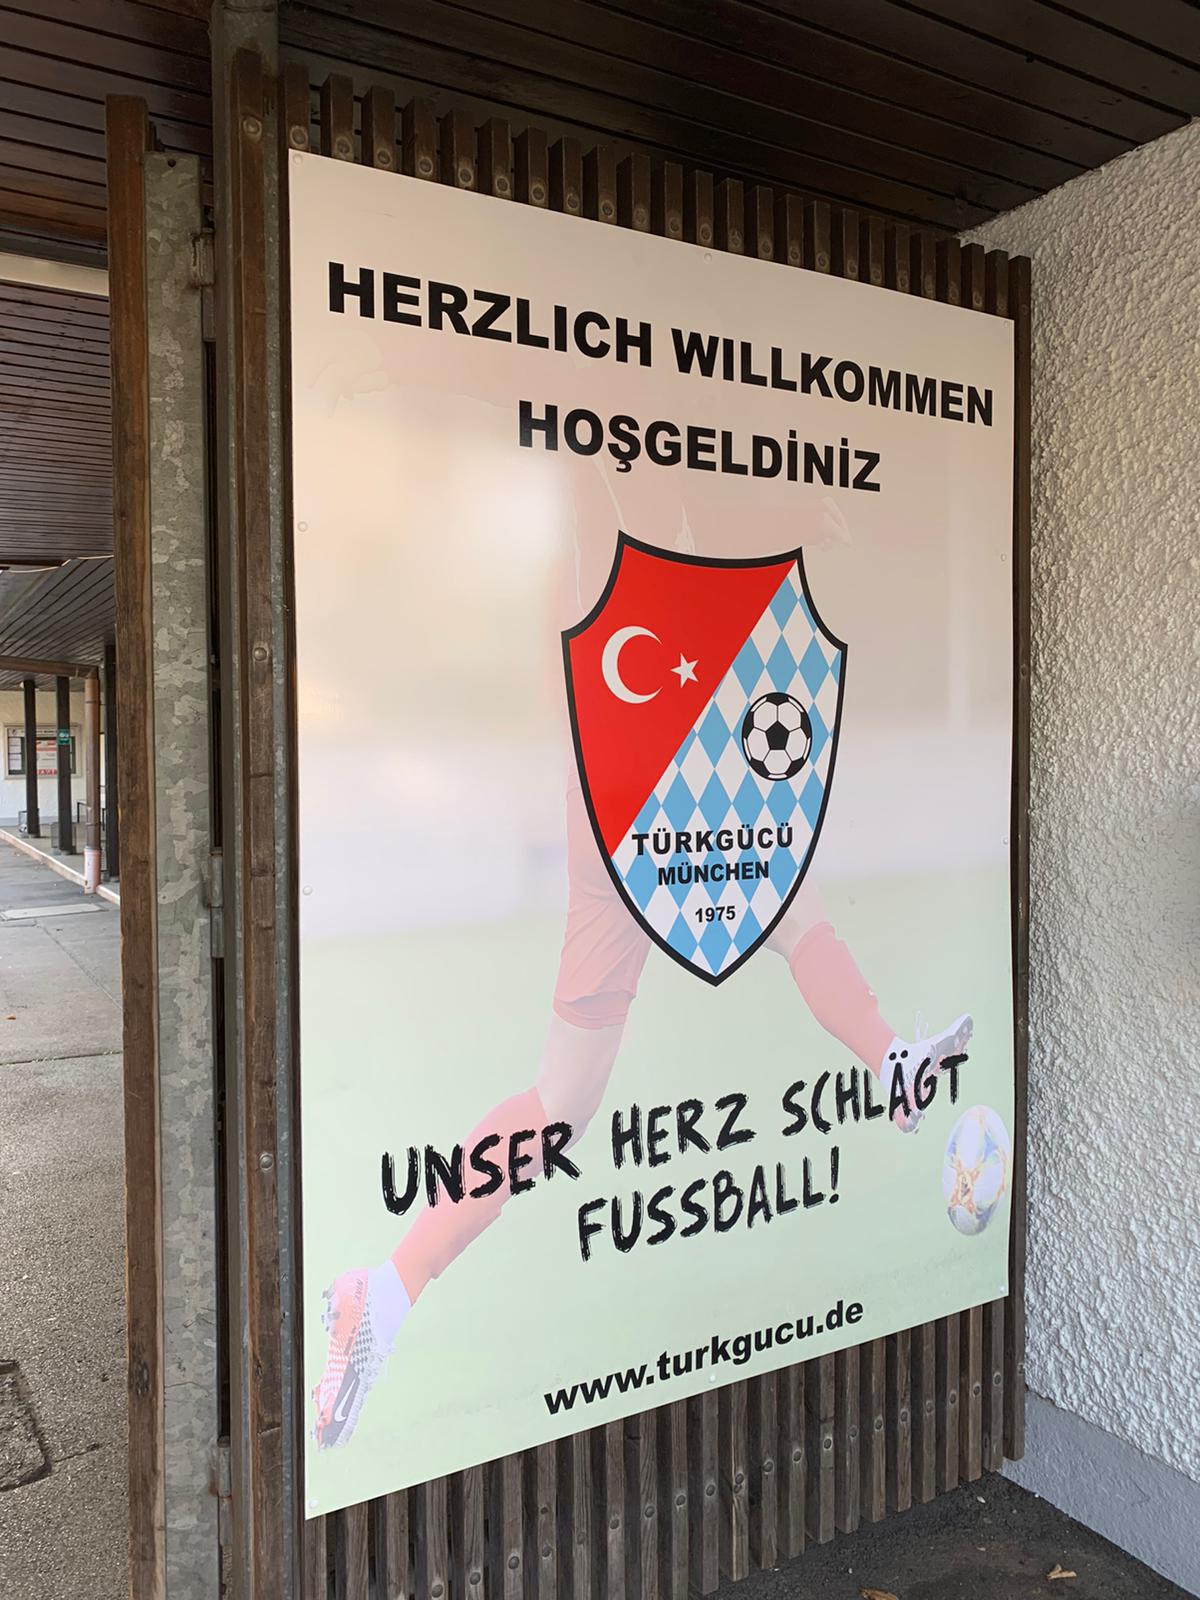 HERZLICH WILLKOMMEN
HOŞGELDİNİZ
TÜRKGÜCÜ
MÜNCHEN
1975
UNSER HERZ SCHLÄGT
FUSSBALL!
www.turkgucu.de